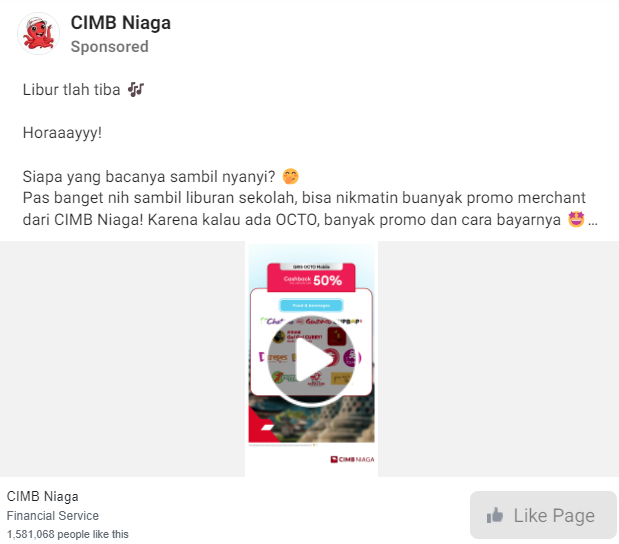 CIMB Niaga
Sponsored
Libur tlah tiba 🎶
Horaaayyy!
Siapa yang bacanya sambil nyanyi? 🤭
Pas banget nih sambil liburan sekolah, bisa nikmatin buanyak promo merchant
dari CIMB Niaga! Karena kalau ada OCTO, banyak promo dan cara bayarnya 🤩...
QRIS OCTO Mobile
Cashback 50%
Food & Beverages
CIMB NIAGA
CIMB Niaga
Financial Service
1,581,068 people like this
Like Page